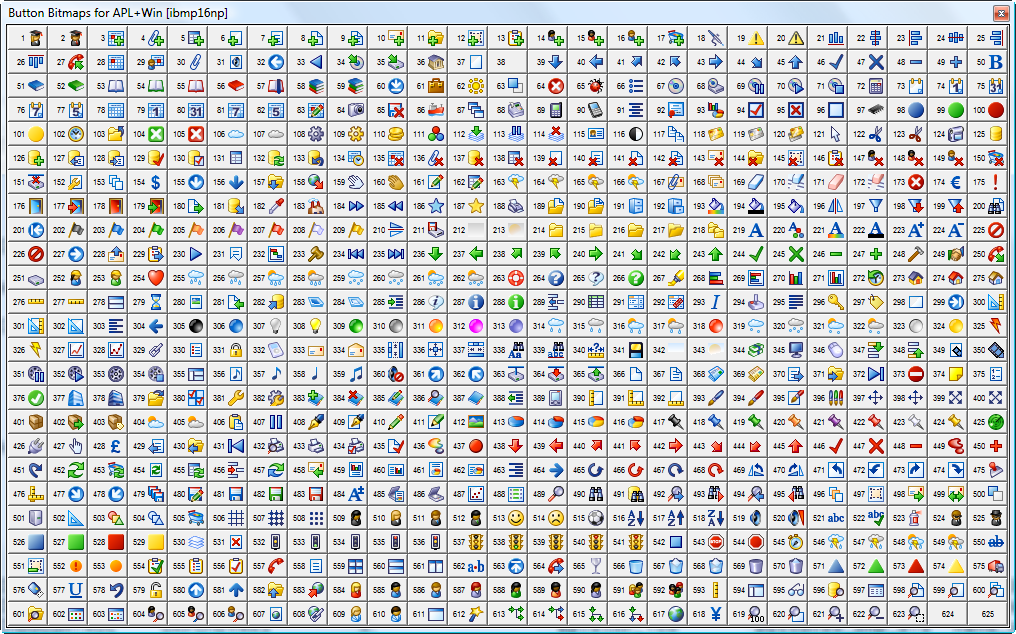 Button Bitmaps for APL+Win [ibmp16np]
1 2 3 4 5 6 7 8 9 10 11 12 13 14 15 16 17 18 19 20 21 22 23 24 25
26 27 28 29 30 31 32 33 34 35 36 37 38 39 40 41 42 43 44 45 46 47 48 49 50 B
51 52 53 54 55 56 57 58 59 60 61 62 63 64 65 66 67 68 69 70 71 72 73 74 1 75 31
76 7 77 5 78 79 1 80 31 81 7 82 5 83 84 85 86 87 88 89 90 91 92 93 94 95 96 97 98 99 100
101 102 103 104 105 106 107 108 109 110 111 112 113 114 115 116 117 118 119 120 121 122 123 124 125
126 127 128 129 130 131 132 133 134 135 136 137 138 139 140 141 142 143 144 145 146 147 148 149 150
151 152 153 154 $ 155 156 157 158 159 160 161 162 163 164 165 166 167 168 169 170 171 172 173 174 € 175 !
176 177 178 179 180 181 182 183 184 185 186 187 188 189 190 191 192 193 194 195 196 197 198 199 200
201 202 203 204 205 206 207 208 209 210 211 212 213 214 215 216 217 218 219 A 220 221 A 222 A 223 A+ 224 A- 225
226 227 228 229 230 231 232 233 234 235 236 237 238 239 240 241 242 243 244 245 246 247 248 249 250
251 252 253 254 255 256 257 258 259 260 261 262 263 264 ? 265 ? 266 ? 267 268 269 270 271 272 273 274 275
276 277 278 279 280 281 282 283 284 285 286 i 287 i 288 i 289 290 291 292 293 I 294 295 296 297 298 299 300
301 302 303 304 305 306 307 308 309 310 311 312 313 314 315 316 317 318 319 320 321 322 323 324 325
326 327 328 329 330 331 332 333 334 335 336 337 338 339 340 341 342 343 344 345 346 347 348 349 350
351 352 353 354 355 356 357 358 359 360 361 362 363 364 365 366 367 368 369 370 371 372 373 374 375
376 377 378 379 380 381 382 383 384 385 386 387 388 389 390 391 392 393 394 395 396 397 398 399 400
401 402 403 404 405 406 407 408 409 410 411 412 413 414 415 416 417 418 419 420 421 422 423 424 425
426 427 428 £ 429 430 431 432 433 434 435 436 437 438 439 440 441 442 443 444 445 446 447 448 449 450
451 452 453 454 455 456 457 458 459 460 461 462 463 464 465 466 467 468 469 470 471 472 473 474 475
476 477 478 479 480 481 482 483 484 485 486 487 488 489 490 491 492 493 494 495 496 497 498 499 500
501 502 503 504 505 506 507 508 509 510 511 512 513 514 515 516 517 518 519 520 521 abc 522 abc 523 524 525
526 527 528 529 530 531 532 533 534 535 536 537 538 539 540 541 542 543 STOP 544 545 546 547 548 549 550 ab
551 552 553 554 555 556 557 558 559 560 561 562 a-b 563 564 565 566 567 568 569 570 571 572 573 574 575
576 577 U 578 579 580 581 582 583 584 585 586 587 588 589 590 591 592 593 594 595 596 597 598 599 600
601 602 603 604 605 606 607 608 609 610 611 612 613 614 615 616 617 618 ¥ 619 100 620 621 622 623 624 625